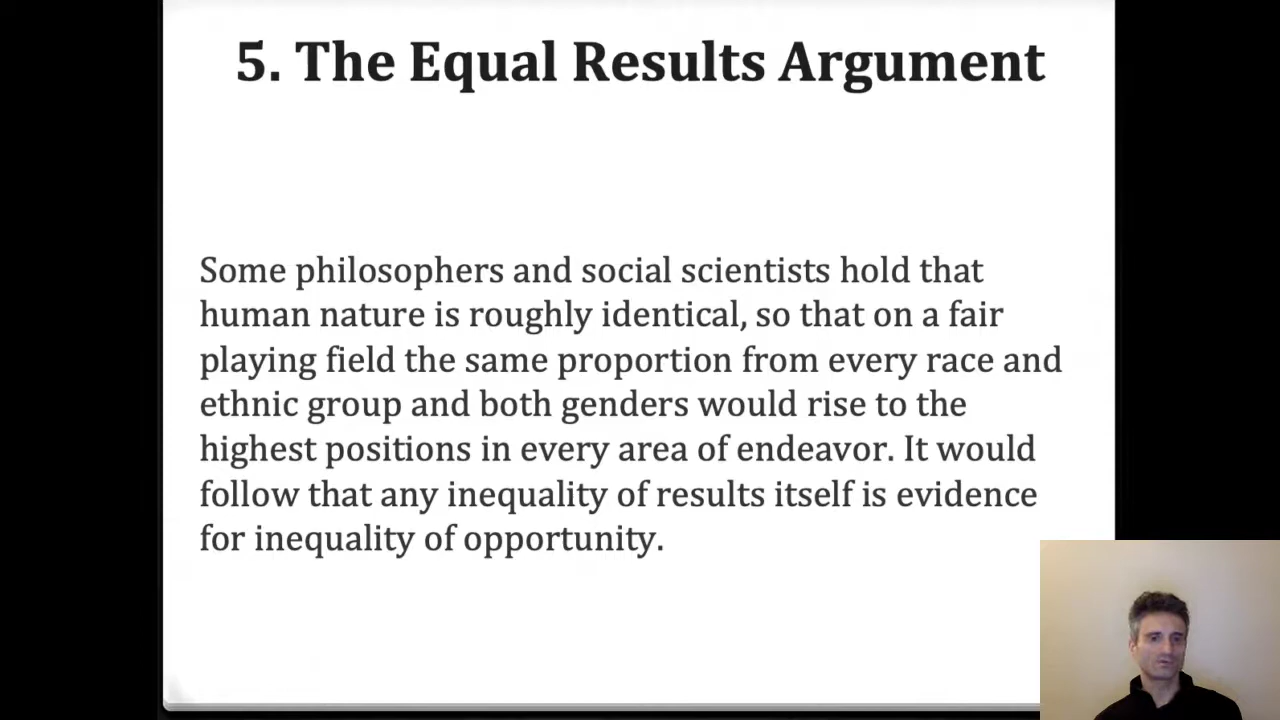 5. The Equal Results Argument
Some philosophers and social scientists hold that
human nature is roughly identical, so that on a fair
playing field the same proportion from every race and
ethnic group and both genders would rise to the
highest positions in every area of endeavor. It would
follow that any inequality of results itself is evidence
for inequality of opportunity.